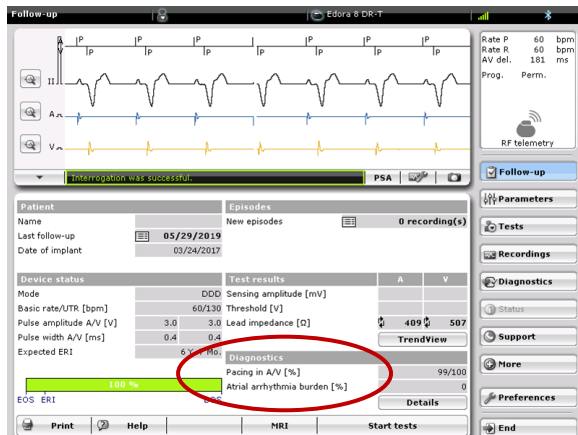 Follow-up
Edora 8 DR-T
A |P |P |P |P |P |P
V |P |P |P |P |P |P
II
A
V
Rate P 60 bpm
Rate R 60 bpm
AV del. 181 ms
Prog. Perm.
RF telemetry
Interrogation was successful.
PSA
Follow-up
Parameters
Tests
Recordings
Diagnostics
Status
Support
More
Preferences
End
Patient
Name
Last follow-up 05/29/2019
Date of implant 03/24/2017
Episodes
New episodes 0 recording(s)
Device status
Mode DDD
Basic rate/UTR [bpm] 60/130
Pulse amplitude A/V [V] 3.0 3.0
Pulse width A/V [ms] 0.4 0.4
Expected ERI 6 Y. Mo.
100 %
EOS ERI BOS
Test results A V
Sensing amplitude [mV]
Threshold [V]
Lead impedance [Ω] 409 507
TrendView
Diagnostics
Pacing in A/V [%] 99/100
Atrial arrhythmia burden [%] 0
Details
Print Help MRI Start tests